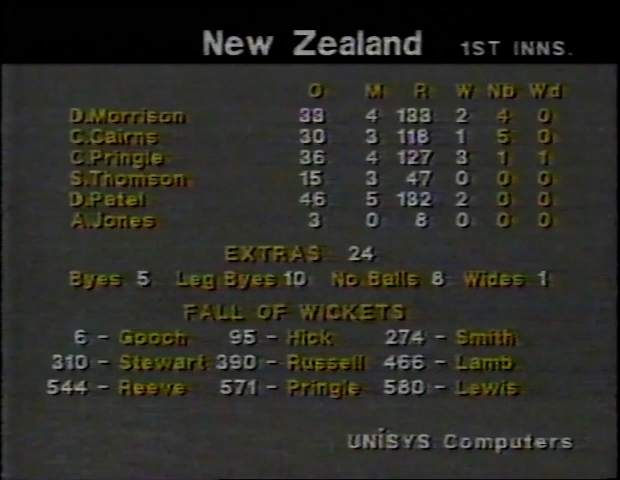 New Zealand 1ST INNS.
O M R W Nb Wd
D.Morrison 33 4 133 2 4 0
C.Cairns 30 3 118 1 5 0
C.Pringle 36 4 127 3 1 1
S.Thomson 15 3 47 0 0 0
D.Patel 46 5 132 2 0 0
A.Jones 3 0 8 0 0 0
EXTRAS 24
Byes 5 Leg Byes 10 No Balls 8 Wides 1
FALL OF WICKETS
6 - Gooch 95 - Hick 274 - Smith
310 - Stewart 390 - Russell 466 - Lamb
544 - Reeve 571 - Pringle 580 - Lewis
UNiSYS Computers